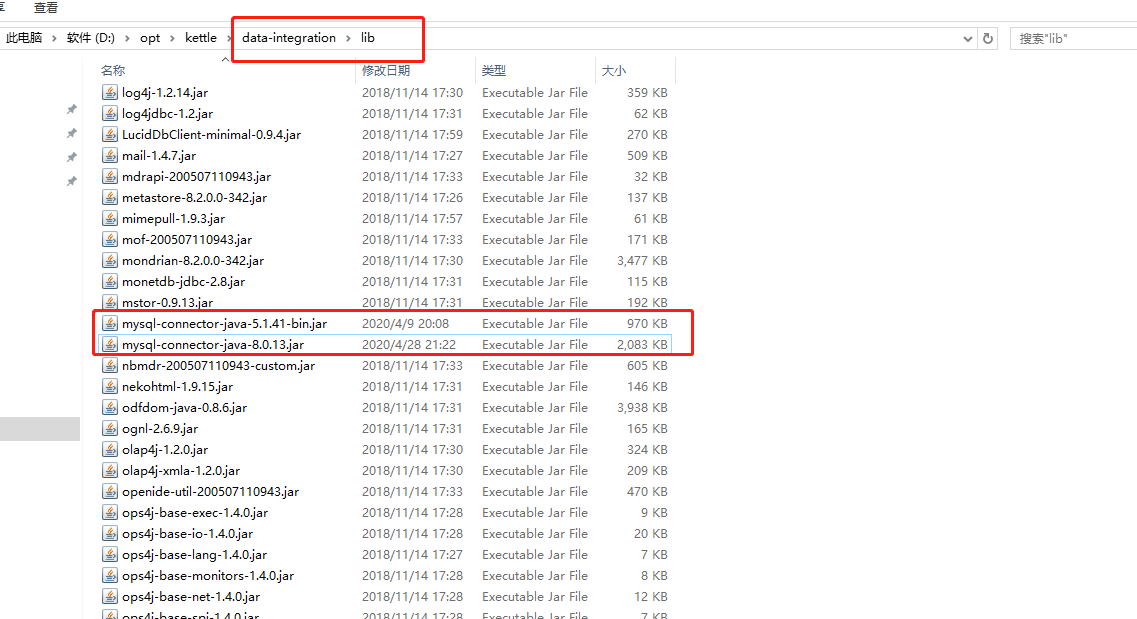 查看
此电脑 > 软件 (D:) > opt > kettle > data-integration > lib 搜索"lib"
名称 修改日期 类型 大小
log4j-1.2.14.jar 2018/11/14 17:30 Executable Jar File 359 KB
log4jdbc-1.2.jar 2018/11/14 17:31 Executable Jar File 62 KB
LucidDbClient-minimal-0.9.4.jar 2018/11/14 17:59 Executable Jar File 270 KB
mail-1.4.7.jar 2018/11/14 17:27 Executable Jar File 509 KB
mdrapi-200507110943.jar 2018/11/14 17:33 Executable Jar File 32 KB
metastore-8.2.0.0-342.jar 2018/11/14 17:26 Executable Jar File 137 KB
mimepull-1.9.3.jar 2018/11/14 17:57 Executable Jar File 61 KB
mof-200507110943.jar 2018/11/14 17:33 Executable Jar File 171 KB
mondrian-8.2.0.0-342.jar 2018/11/14 17:30 Executable Jar File 3,477 KB
monetdb-jdbc-2.8.jar 2018/11/14 17:31 Executable Jar File 115 KB
mstor-0.9.13.jar 2018/11/14 17:31 Executable Jar File 192 KB
mysql-connector-java-5.1.41-bin.jar 2020/4/9 20:08 Executable Jar File 970 KB
mysql-connector-java-8.0.13.jar 2020/4/28 21:22 Executable Jar File 2,083 KB
nbmdr-200507110943-custom.jar 2018/11/14 17:33 Executable Jar File 605 KB
nekohtml-1.9.15.jar 2018/11/14 17:31 Executable Jar File 146 KB
odfdom-java-0.8.6.jar 2018/11/14 17:31 Executable Jar File 3,938 KB
ognl-2.6.9.jar 2018/11/14 17:31 Executable Jar File 165 KB
olap4j-1.2.0.jar 2018/11/14 17:30 Executable Jar File 324 KB
olap4j-xmla-1.2.0.jar 2018/11/14 17:30 Executable Jar File 209 KB
openide-util-200507110943.jar 2018/11/14 17:33 Executable Jar File 470 KB
ops4j-base-exec-1.4.0.jar 2018/11/14 17:28 Executable Jar File 9 KB
ops4j-base-io-1.4.0.jar 2018/11/14 17:28 Executable Jar File 20 KB
ops4j-base-lang-1.4.0.jar 2018/11/14 17:27 Executable Jar File 7 KB
ops4j-base-monitors-1.4.0.jar 2018/11/14 17:28 Executable Jar File 8 KB
ops4j-base-net-1.4.0.jar 2018/11/14 17:28 Executable Jar File 12 KB
ops4j-base-spi-1.4.0.jar 2018/11/14 17:28 Executable Jar File 7 KB